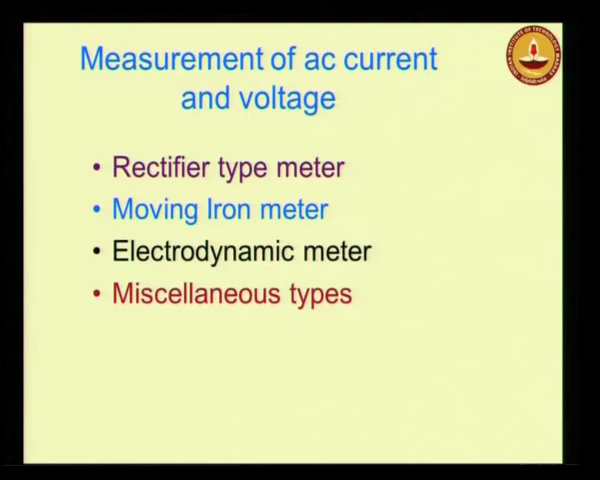 Measurement of ac current
and voltage
• Rectifier type meter
• Moving Iron meter
• Electrodynamic meter
• Miscellaneous types